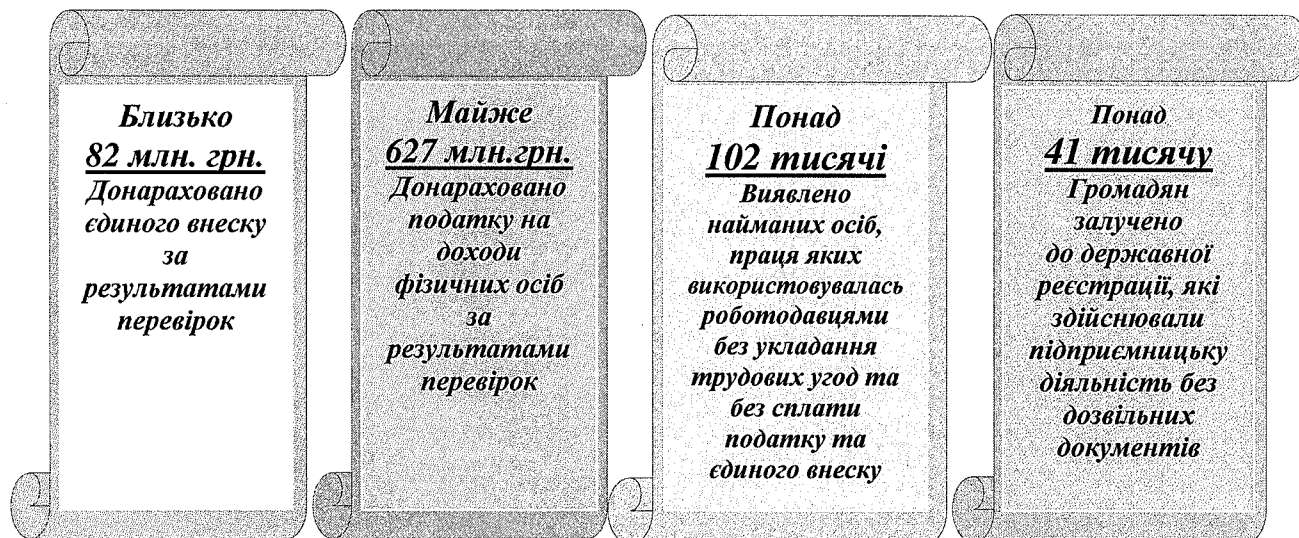 Близько
82 млн. грн.
Донараховано
єдиного внеску
за
результатами
перевірок
Майже
627 млн.грн.
Донараховано
податку на
доходи
фізичних осіб
за
результатами
перевірок
Понад
102 тисячі
Виявлено
найманих осіб,
праця яких
використовувалась
роботодавцями
без укладання
трудових угод та
без сплати
податку та
єдиного внеску
Понад
41 тисячу
Громадян
залучено
до державної
реєстрації, які
здійснювали
підприємницьку
діяльність без
дозвільних
документів